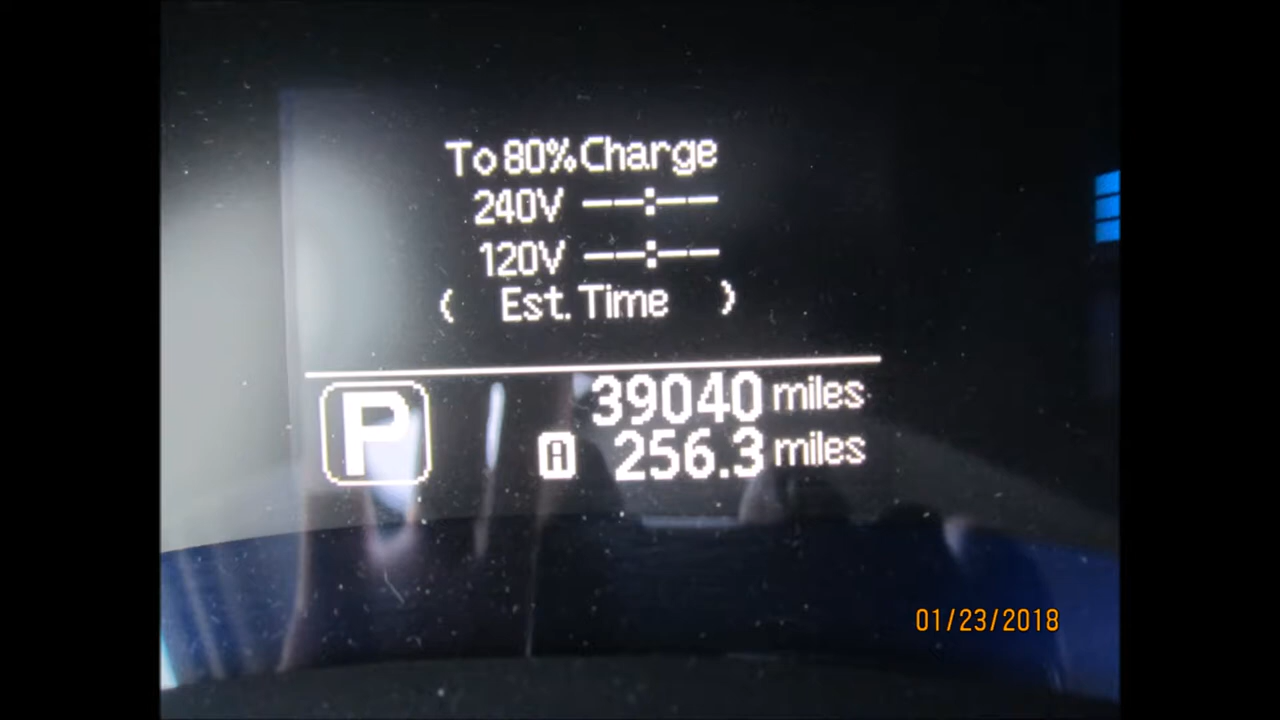 To 80% Charge
240V --:--
120V --:--
( Est. Time )
P
39040 miles
A 256.3 miles
01/23/2018